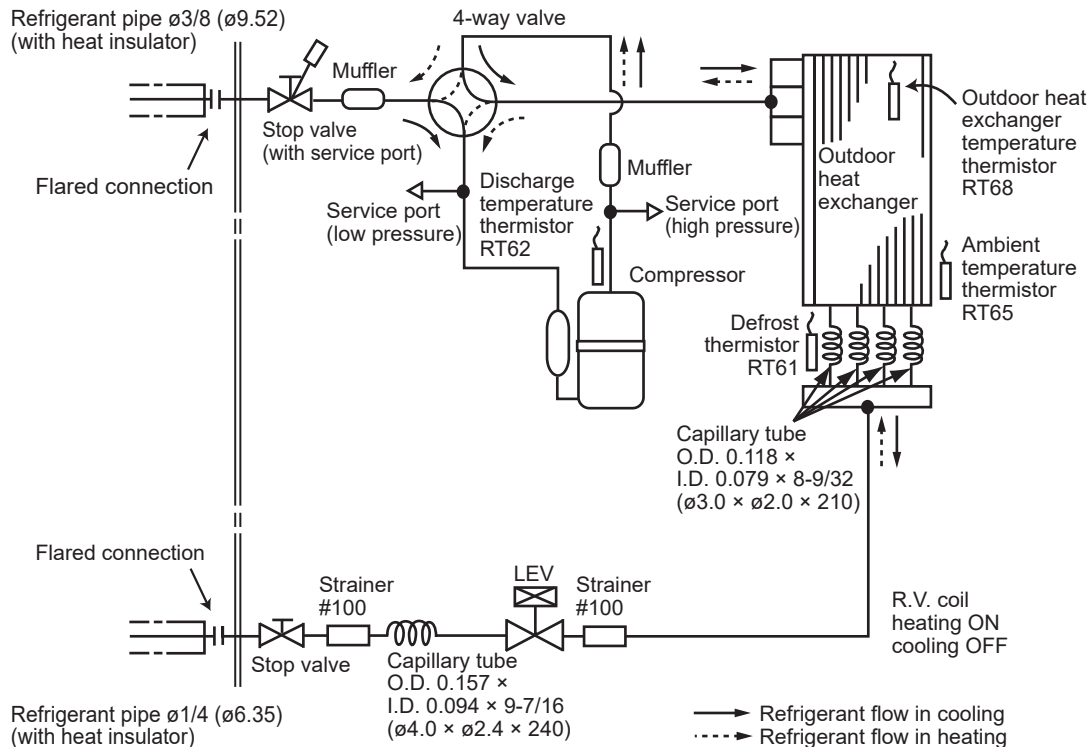 Refrigerant pipe ø3/8 (ø9.52)
(with heat insulator)
4-way valve
Muffler
Stop valve
(with service port)
Flared connection
Service port
(low pressure)
Discharge
temperature
thermistor
RT62
Muffler
Service port
(high pressure)
Compressor
Outdoor
heat
exchanger
Outdoor heat
exchanger
temperature
thermistor
RT68
Ambient
temperature
thermistor
RT65
Defrost
thermistor
RT61
Capillary tube
O.D. 0.118 ×
I.D. 0.079 × 8-9/32
(ø3.0 × ø2.0 × 210)
Flared connection
Strainer
#100
LEV
Strainer
#100
R.V. coil
heating ON
cooling OFF
Stop valve
Capillary tube
O.D. 0.157 ×
I.D. 0.094 × 9-7/16
(ø4.0 × ø2.4 × 240)
Refrigerant pipe ø1/4 (ø6.35)
(with heat insulator)
Refrigerant flow in cooling
Refrigerant flow in heating